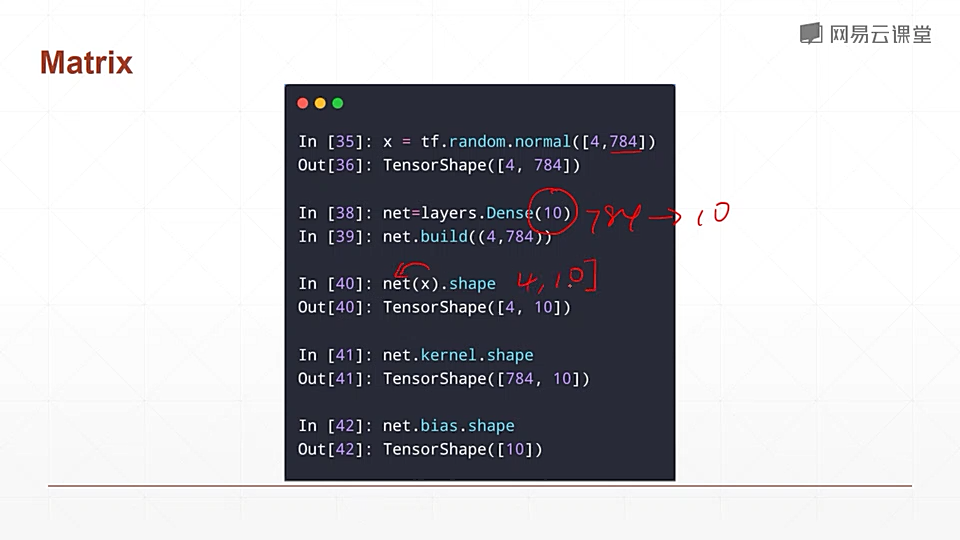 网易云课堂
Matrix
In [35]: x = tf.random.normal([4,784])
Out[36]: TensorShape([4, 784])
In [38]: net=layers.Dense(10) 784→10
In [39]: net.build((4,784))
In [40]: net(x).shape 4,10]
Out[40]: TensorShape([4, 10])
In [41]: net.kernel.shape
Out[41]: TensorShape([784, 10])
In [42]: net.bias.shape
Out[42]: TensorShape([10])